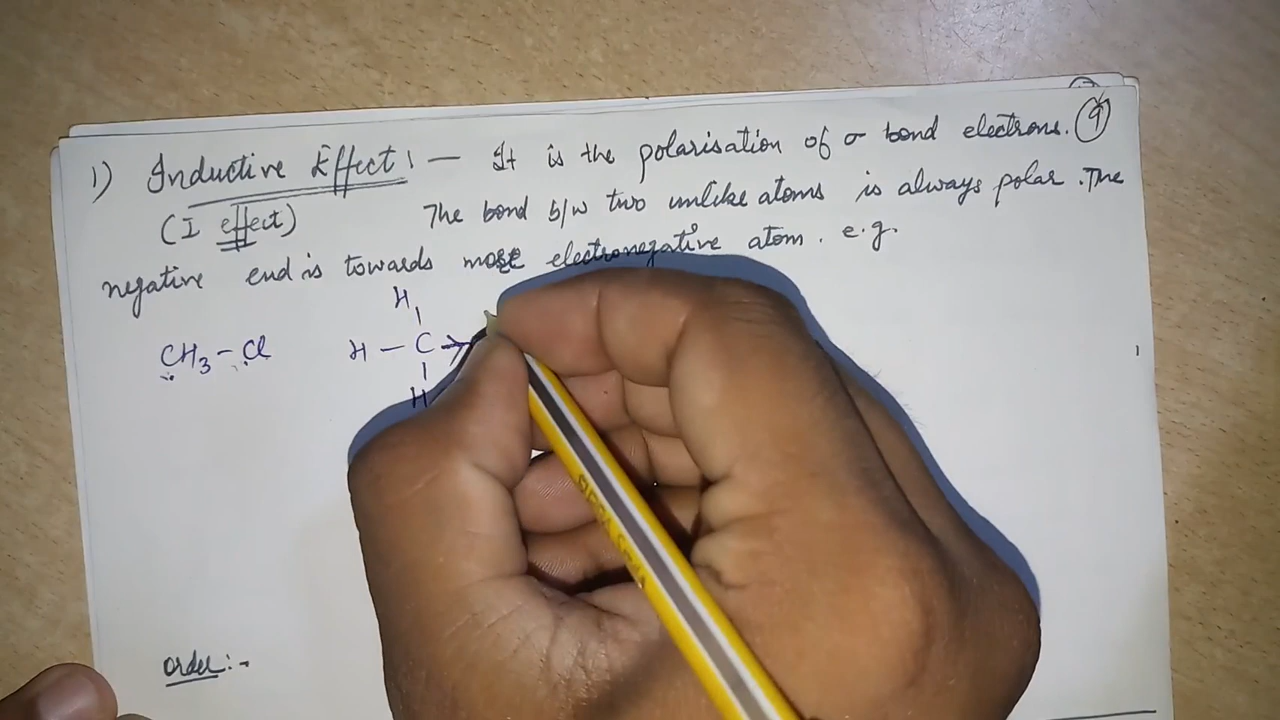 1) Inductive Effect :- It is the polarisation of σ bond electrons. 9
(I effect) The bond b/w two unlike atoms is always polar. The
negative end is towards more electronegative atom. e.g.
H
CH3 - Cl H - C
H
Order :-